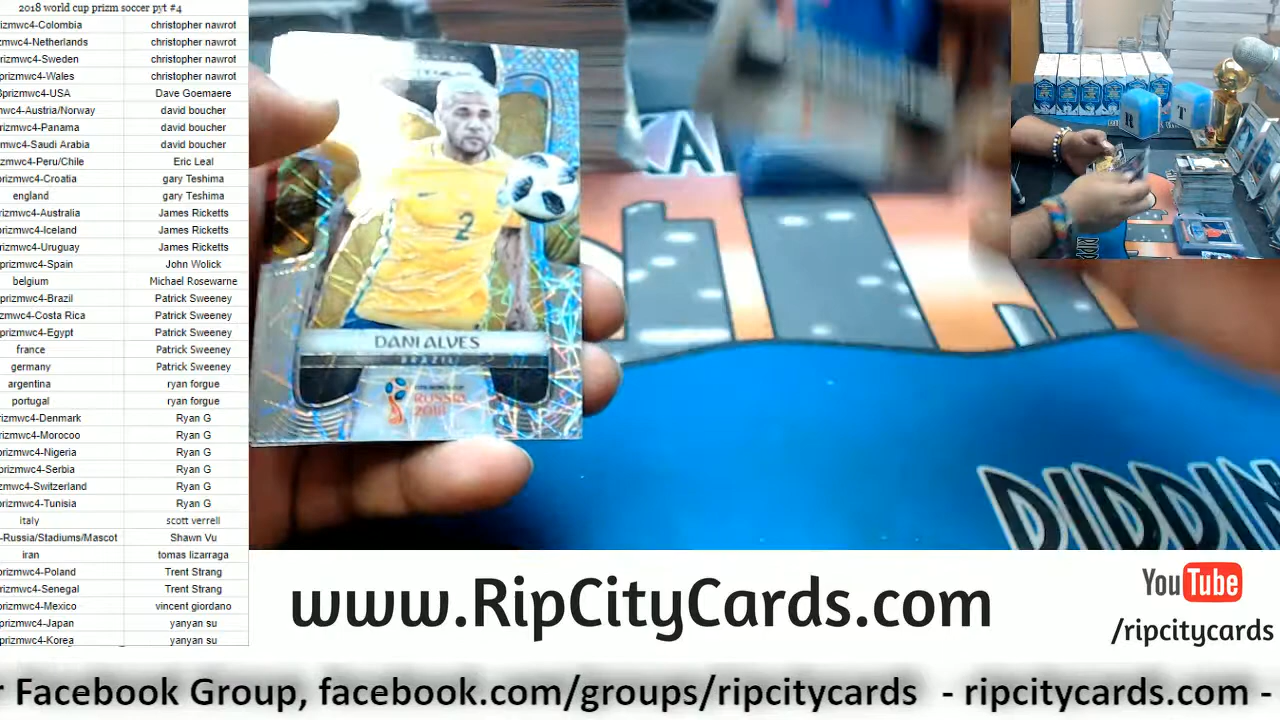 2018 world cup prizm soccer pyt #4
rizmwc4-Colombia christopher nawrot
zmwc4-Netherlands christopher nawrot
rizmwc4-Sweden christopher nawrot
prizmwc4-Wales christopher nawrot
3prizmwc4-USA Dave Goemaere
mwc4-Austria/Norway david boucher
rizmwc4-Panama david boucher
mwc4-Saudi Arabia david boucher
izmwc4-Peru/Chile Eric Leal
prizmwc4-Croatia gary Teshima
england gary Teshima
rizmwc4-Australia James Ricketts
prizmwc4-Iceland James Ricketts
rizmwc4-Uruguay James Ricketts
prizmwc4-Spain John Wolick
belgium Michael Rosewarne
prizmwc4-Brazil Patrick Sweeney
izmwc4-Costa Rica Patrick Sweeney
prizmwc4-Egypt Patrick Sweeney
france Patrick Sweeney
germany Patrick Sweeney
argentina ryan forgue
portugal ryan forgue
rizmwc4-Denmark Ryan G
rizmwc4-Morocoo Ryan G
rizmwc4-Nigeria Ryan G
prizmwc4-Serbia Ryan G
zmwc4-Switzerland Ryan G
rizmwc4-Tunisia Ryan G
italy scott verrell
-Russia/Stadiums/Mascot Shawn Vu
iran tomas lizarraga
prizmwc4-Poland Trent Strang
rizmwc4-Senegal Trent Strang
prizmwc4-Mexico vincent giordano
prizmwc4-Japan yanyan su
prizmwc4-Korea yanyan su
2
DANI ALVES
BRAZIL
RUSSIA
2018
A
R
T
DIDDIN
www.RipCityCards.com
YouTube
/ripcitycards
r Facebook Group, facebook.com/groups/ripcitycards - ripcitycards.com -